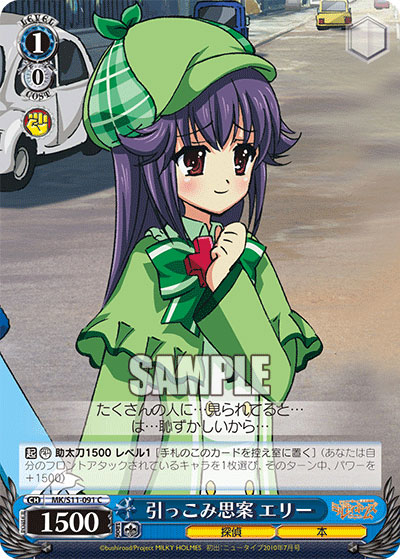 LEVEL
1
0
COST
SAMPLE
たくさんの人に…見られてると…
は…恥ずかしいから…
起 助太刀1500 レベル1 [手札のこのカードを控え室に置く] (あなたは
自分のフロントアタックされているキャラを1枚選び、そのターン中、パワーを
+1500)
CH MK/S11-091 C
1500
引っこみ思案 エリー
探偵 本
©bushiroad/Project MILKY HOLMES 初出:ニュータイプ2010年7月号